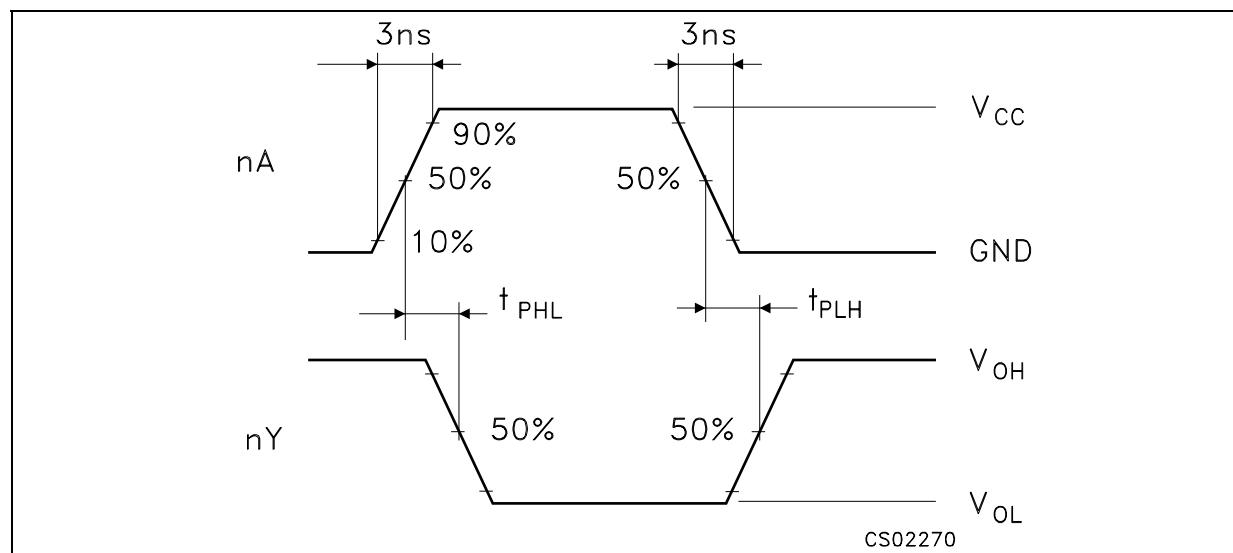 3ns 3ns
V CC
90%
nA
50% 50%
10%
GND
t PHL t PLH
V OH
50% 50%
nY
V OL
CS02270